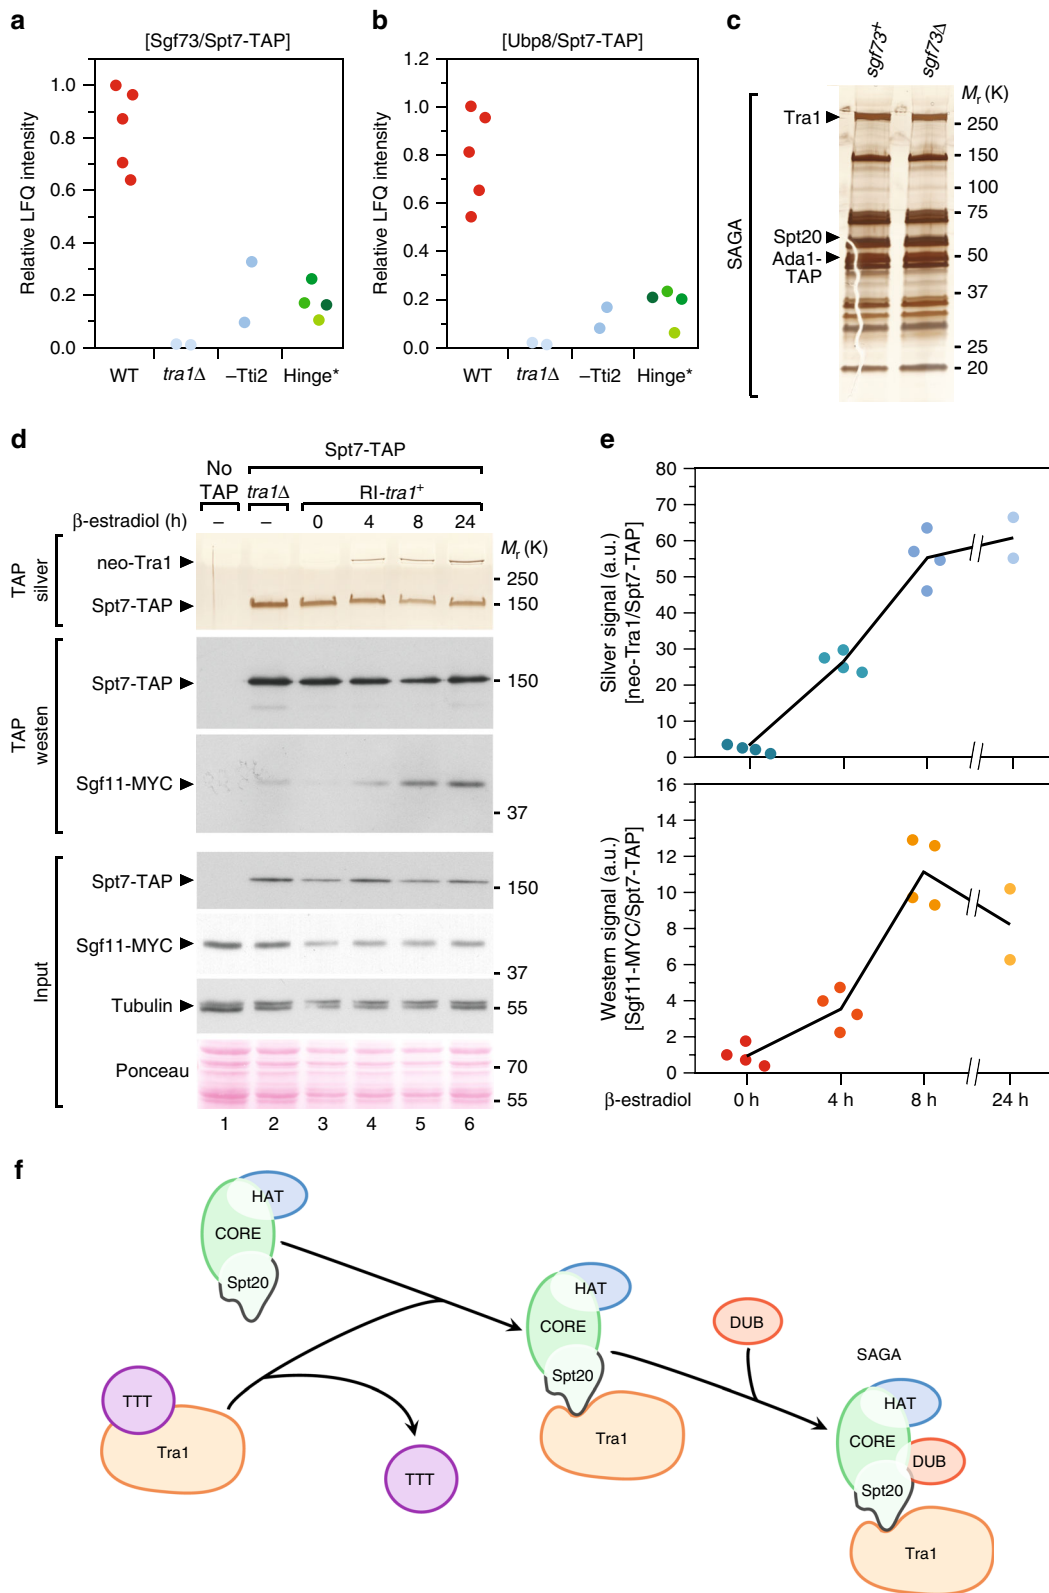 a
[Sgf73/Spt7-TAP]
Relative LFQ intensity
1.0
0.8
0.6
0.4
0.2
0.0
WT
tra1Δ
–Tti2
Hinge*
b
[Ubp8/Spt7-TAP]
Relative LFQ intensity
1.2
1.0
0.8
0.6
0.4
0.2
0.0
WT
tra1Δ
–Tti2
Hinge*
c
sgf73+
sgf73Δ
Mr (K)
SAGA
Tra1
Spt20
Ada1-
TAP
250
150
100
75
50
37
25
20
d
Spt7-TAP
No
TAP
tra1Δ
RI-tra1+
β-estradiol (h)
–
–
0
4
8
24
Mr (K)
TAP
silver
neo-Tra1
250
Spt7-TAP
150
TAP
westen
Spt7-TAP
150
Sgf11-MYC
37
Input
Spt7-TAP
150
Sgf11-MYC
37
Tubulin
55
Ponceau
70
55
1
2
3
4
5
6
e
Silver signal (a.u.)
[neo-Tra1/Spt7-TAP]
80
70
60
50
40
30
20
10
0
Western signal (a.u.)
[Sgf11-MYC/Spt7-TAP]
16
14
12
10
8
6
4
2
0
β-estradiol
0 h
4 h
8 h
24 h
f
HAT
CORE
Spt20
TTT
Tra1
TTT
HAT
CORE
Spt20
Tra1
DUB
SAGA
HAT
CORE
DUB
Spt20
Tra1